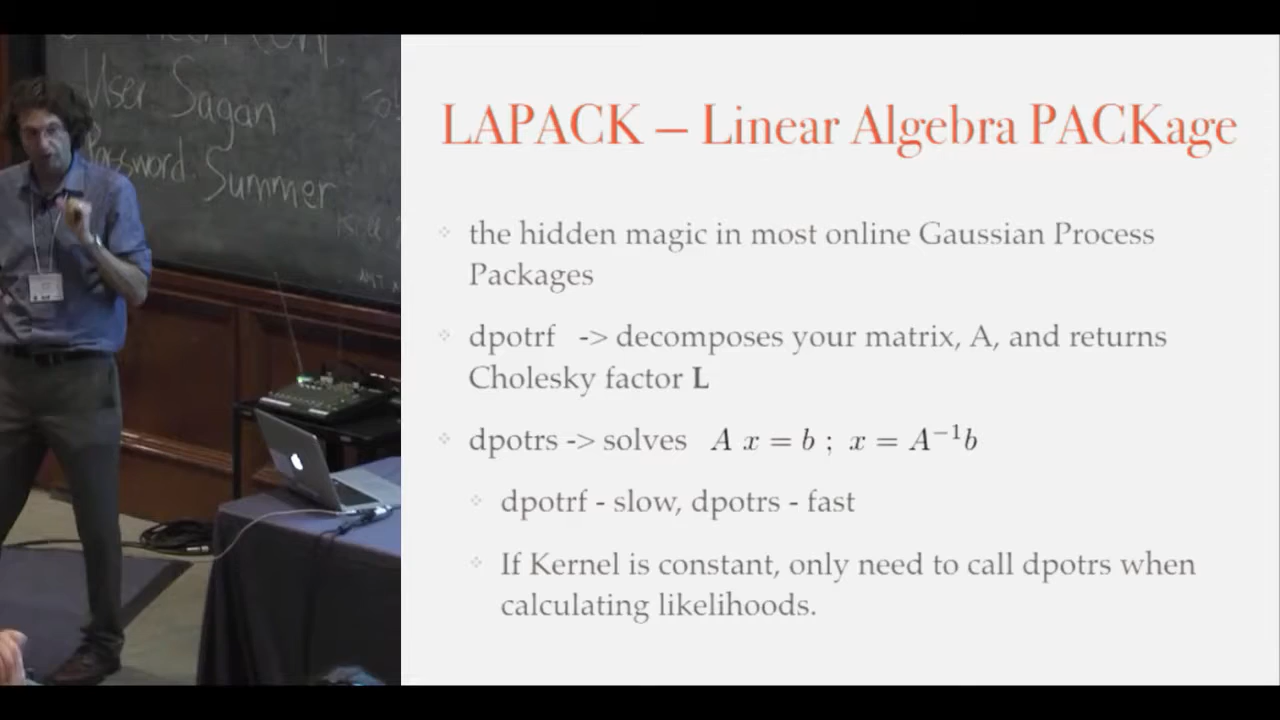 User Sagan
Password. Summer
LAPACK – Linear Algebra PACKage
the hidden magic in most online Gaussian Process
Packages
dpotrf -> decomposes your matrix, A, and returns
Cholesky factor L
dpotrs -> solves A x = b ; x = A⁻¹b
dpotrf - slow, dpotrs - fast
If Kernel is constant, only need to call dpotrs when
calculating likelihoods.